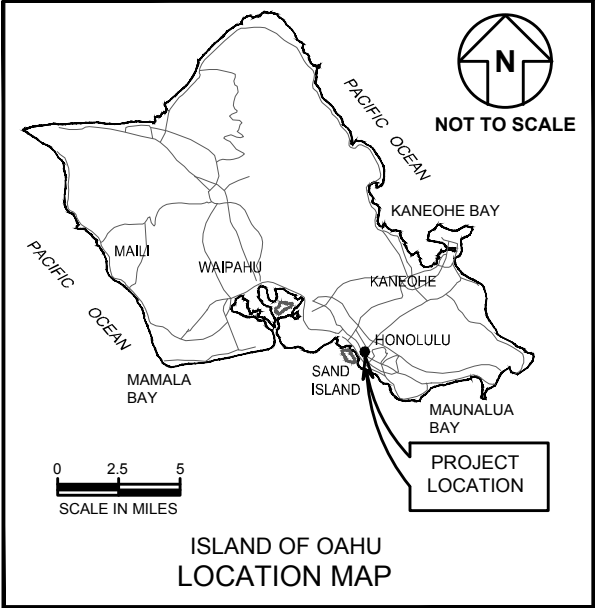 N
NOT TO SCALE
PACIFIC OCEAN
KANEOHE BAY
MAILI
WAIPAHU
KANEOHE
PACIFIC OCEAN
HONOLULU
SAND
ISLAND
MAMALA
BAY
MAUNALUA
BAY
PROJECT
LOCATION
0 2.5 5
SCALE IN MILES
ISLAND OF OAHU
LOCATION MAP